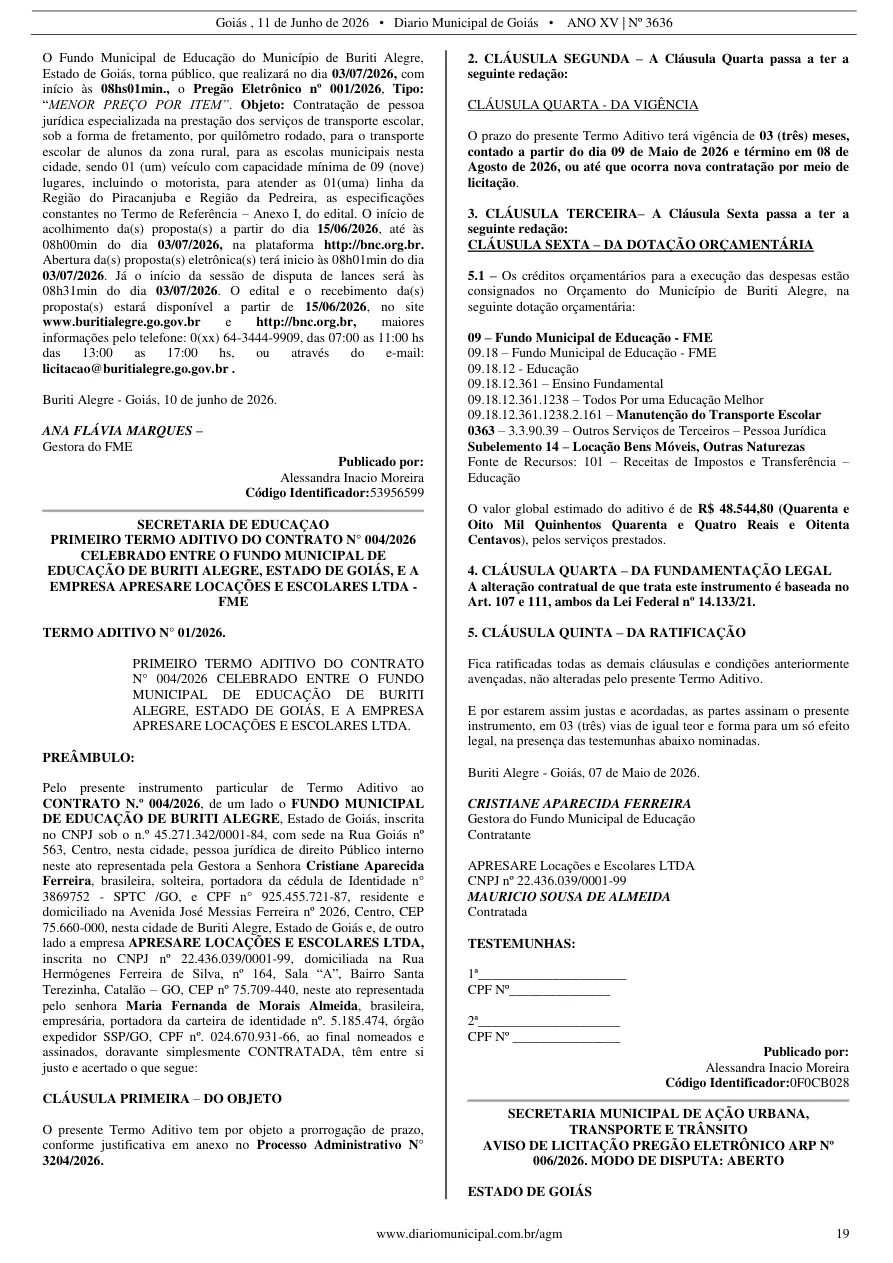 Goiás , 11 de Junho de 2026 • Diario Municipal de Goiás • ANO XV | Nº 3636
O Fundo Municipal de Educação do Município de Buriti Alegre,
Estado de Goiás, torna público, que realizará no dia 03/07/2026, com
início às 08hs01min., o Pregão Eletrônico nº 001/2026, Tipo:
“MENOR PREÇO POR ITEM”. Objeto: Contratação de pessoa
jurídica especializada na prestação dos serviços de transporte escolar,
sob a forma de fretamento, por quilômetro rodado, para o transporte
escolar de alunos da zona rural, para as escolas municipais nesta
cidade, sendo 01 (um) veículo com capacidade mínima de 09 (nove)
lugares, incluindo o motorista, para atender as 01(uma) linha da
Região do Piracanjuba e Região da Pedreira, as especificações
constantes no Termo de Referência – Anexo I, do edital. O início de
acolhimento da(s) proposta(s) a partir do dia 15/06/2026, até às
08h00min do dia 03/07/2026, na plataforma http://bnc.org.br.
Abertura da(s) proposta(s) eletrônica(s) terá inicio às 08h01min do dia
03/07/2026. Já o início da sessão de disputa de lances será às
08h31min do dia 03/07/2026. O edital e o recebimento da(s)
proposta(s) estará disponível a partir de 15/06/2026, no site
www.buritialegre.go.gov.br e http://bnc.org.br, maiores
informações pelo telefone: 0(xx) 64-3444-9909, das 07:00 as 11:00 hs
das 13:00 as 17:00 hs, ou através do e-mail:
licitacao@buritialegre.go.gov.br .
Buriti Alegre - Goiás, 10 de junho de 2026.
ANA FLÁVIA MARQUES –
Gestora do FME
Publicado por:
Alessandra Inacio Moreira
Código Identificador:53956599
SECRETARIA DE EDUCAÇAO
PRIMEIRO TERMO ADITIVO DO CONTRATO N° 004/2026
CELEBRADO ENTRE O FUNDO MUNICIPAL DE
EDUCAÇÃO DE BURITI ALEGRE, ESTADO DE GOIÁS, E A
EMPRESA APRESARE LOCAÇÕES E ESCOLARES LTDA -
FME
TERMO ADITIVO N° 01/2026.
PRIMEIRO TERMO ADITIVO DO CONTRATO
N° 004/2026 CELEBRADO ENTRE O FUNDO
MUNICIPAL DE EDUCAÇÃO DE BURITI
ALEGRE, ESTADO DE GOIÁS, E A EMPRESA
APRESARE LOCAÇÕES E ESCOLARES LTDA.
PREÂMBULO:
Pelo presente instrumento particular de Termo Aditivo ao
CONTRATO N.º 004/2026, de um lado o FUNDO MUNICIPAL
DE EDUCAÇÃO DE BURITI ALEGRE, Estado de Goiás, inscrita
no CNPJ sob o n.º 45.271.342/0001-84, com sede na Rua Goiás nº
563, Centro, nesta cidade, pessoa jurídica de direito Público interno
neste ato representada pela Gestora a Senhora Cristiane Aparecida
Ferreira, brasileira, solteira, portadora da cédula de Identidade n°
3869752 - SPTC /GO, e CPF n° 925.455.721-87, residente e
domiciliado na Avenida José Messias Ferreira nº 2026, Centro, CEP
75.660-000, nesta cidade de Buriti Alegre, Estado de Goiás e, de outro
lado a empresa APRESARE LOCAÇÕES E ESCOLARES LTDA,
inscrita no CNPJ nº 22.436.039/0001-99, domiciliada na Rua
Hermógenes Ferreira de Silva, nº 164, Sala “A”, Bairro Santa
Terezinha, Catalão – GO, CEP nº 75.709-440, neste ato representada
pelo senhora Maria Fernanda de Morais Almeida, brasileira,
empresária, portadora da carteira de identidade nº. 5.185.474, órgão
expedidor SSP/GO, CPF nº. 024.670.931-66, ao final nomeados e
assinados, doravante simplesmente CONTRATADA, têm entre si
justo e acertado o que segue:
CLÁUSULA PRIMEIRA – DO OBJETO
O presente Termo Aditivo tem por objeto a prorrogação de prazo,
conforme justificativa em anexo no Processo Administrativo N°
3204/2026.
2. CLÁUSULA SEGUNDA – A Cláusula Quarta passa a ter a
seguinte redação:
CLÁUSULA QUARTA - DA VIGÊNCIA
O prazo do presente Termo Aditivo terá vigência de 03 (três) meses,
contado a partir do dia 09 de Maio de 2026 e término em 08 de
Agosto de 2026, ou até que ocorra nova contratação por meio de
licitação.
3. CLÁUSULA TERCEIRA– A Cláusula Sexta passa a ter a
seguinte redação:
CLÁUSULA SEXTA – DA DOTAÇÃO ORÇAMENTÁRIA
5.1 – Os créditos orçamentários para a execução das despesas estão
consignados no Orçamento do Município de Buriti Alegre, na
seguinte dotação orçamentária:
09 – Fundo Municipal de Educação - FME
09.18 – Fundo Municipal de Educação - FME
09.18.12 - Educação
09.18.12.361 – Ensino Fundamental
09.18.12.361.1238 – Todos Por uma Educação Melhor
09.18.12.361.1238.2.161 – Manutenção do Transporte Escolar
0363 – 3.3.90.39 – Outros Serviços de Terceiros – Pessoa Jurídica
Subelemento 14 – Locação Bens Móveis, Outras Naturezas
Fonte de Recursos: 101 – Receitas de Impostos e Transferência –
Educação
O valor global estimado do aditivo é de R$ 48.544,80 (Quarenta e
Oito Mil Quinhentos Quarenta e Quatro Reais e Oitenta
Centavos), pelos serviços prestados.
4. CLÁUSULA QUARTA – DA FUNDAMENTAÇÃO LEGAL
A alteração contratual de que trata este instrumento é baseada no
Art. 107 e 111, ambos da Lei Federal nº 14.133/21.
5. CLÁUSULA QUINTA – DA RATIFICAÇÃO
Fica ratificadas todas as demais cláusulas e condições anteriormente
avençadas, não alteradas pelo presente Termo Aditivo.
E por estarem assim justas e acordadas, as partes assinam o presente
instrumento, em 03 (três) vias de igual teor e forma para um só efeito
legal, na presença das testemunhas abaixo nominadas.
Buriti Alegre - Goiás, 07 de Maio de 2026.
CRISTIANE APARECIDA FERREIRA
Gestora do Fundo Municipal de Educação
Contratante
APRESARE Locações e Escolares LTDA
CNPJ nº 22.436.039/0001-99
MAURICIO SOUSA DE ALMEIDA
Contratada
TESTEMUNHAS:
1ª______________________
CPF Nº_______________
2ª_____________________
CPF Nº ________________
Publicado por:
Alessandra Inacio Moreira
Código Identificador:0F0CB028
SECRETARIA MUNICIPAL DE AÇÃO URBANA,
TRANSPORTE E TRÂNSITO
AVISO DE LICITAÇÃO PREGÃO ELETRÔNICO ARP Nº
006/2026. MODO DE DISPUTA: ABERTO
ESTADO DE GOIÁS
www.diariomunicipal.com.br/agm 19